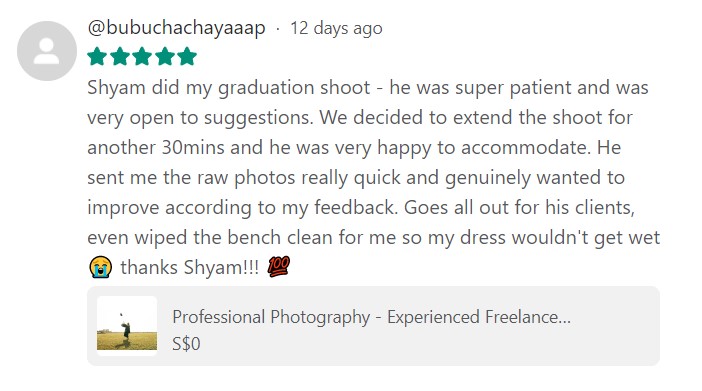 @bubuchachayaaap · 12 days ago
Shyam did my graduation shoot - he was super patient and was
very open to suggestions. We decided to extend the shoot for
another 30mins and he was very happy to accommodate. He
sent me the raw photos really quick and genuinely wanted to
improve according to my feedback. Goes all out for his clients,
even wiped the bench clean for me so my dress wouldn't get wet
😭 thanks Shyam!!! 💯
Professional Photography - Experienced Freelance...
S$0